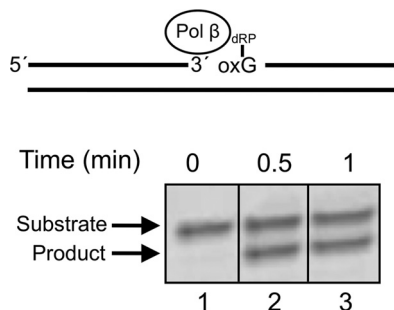 Pol β
dRP
5´ 3´ oxG
Time (min) 0 0.5 1
Substrate
Product
1 2 3